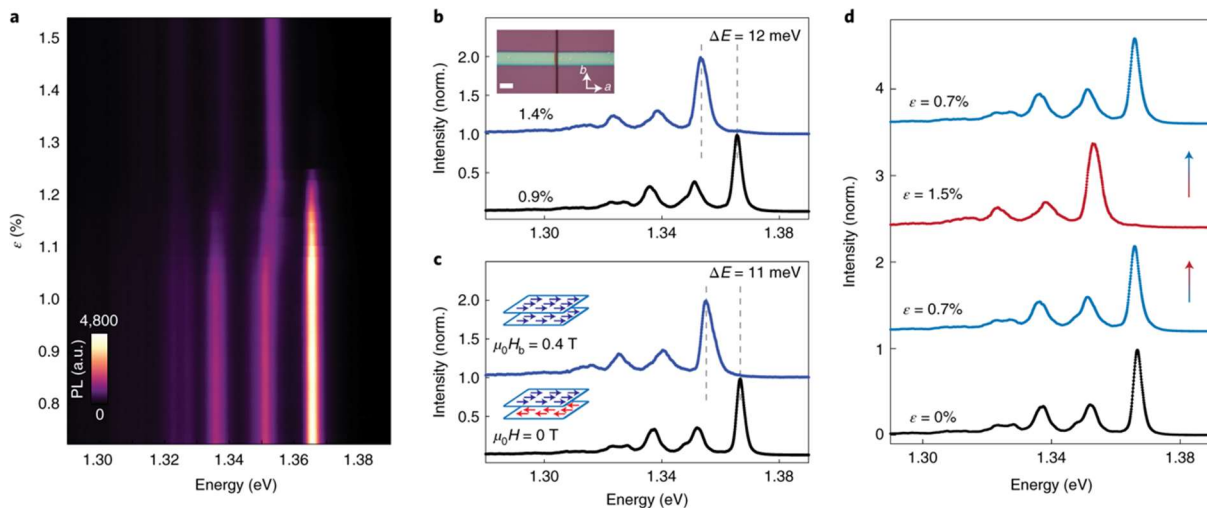 a
1.5
1.4
1.3
1.2
1.1
1.0
0.9
0.8
ε (%)
4,800
PL (a.u.)
0
1.30 1.32 1.34 1.36 1.38
Energy (eV)
b
ΔE = 12 meV
b
a
2.0
1.5
1.0
0.5
1.4%
0.9%
Intensity (norm.)
1.30 1.34 1.38
Energy (eV)
c
ΔE = 11 meV
2.0
1.5
1.0
0.5
μ0Hb = 0.4 T
μ0H = 0 T
Intensity (norm.)
1.30 1.34 1.38
Energy (eV)
d
4
3
2
1
0
ε = 0.7%
ε = 1.5%
ε = 0.7%
ε = 0%
Intensity (norm.)
1.30 1.34 1.38
Energy (eV)